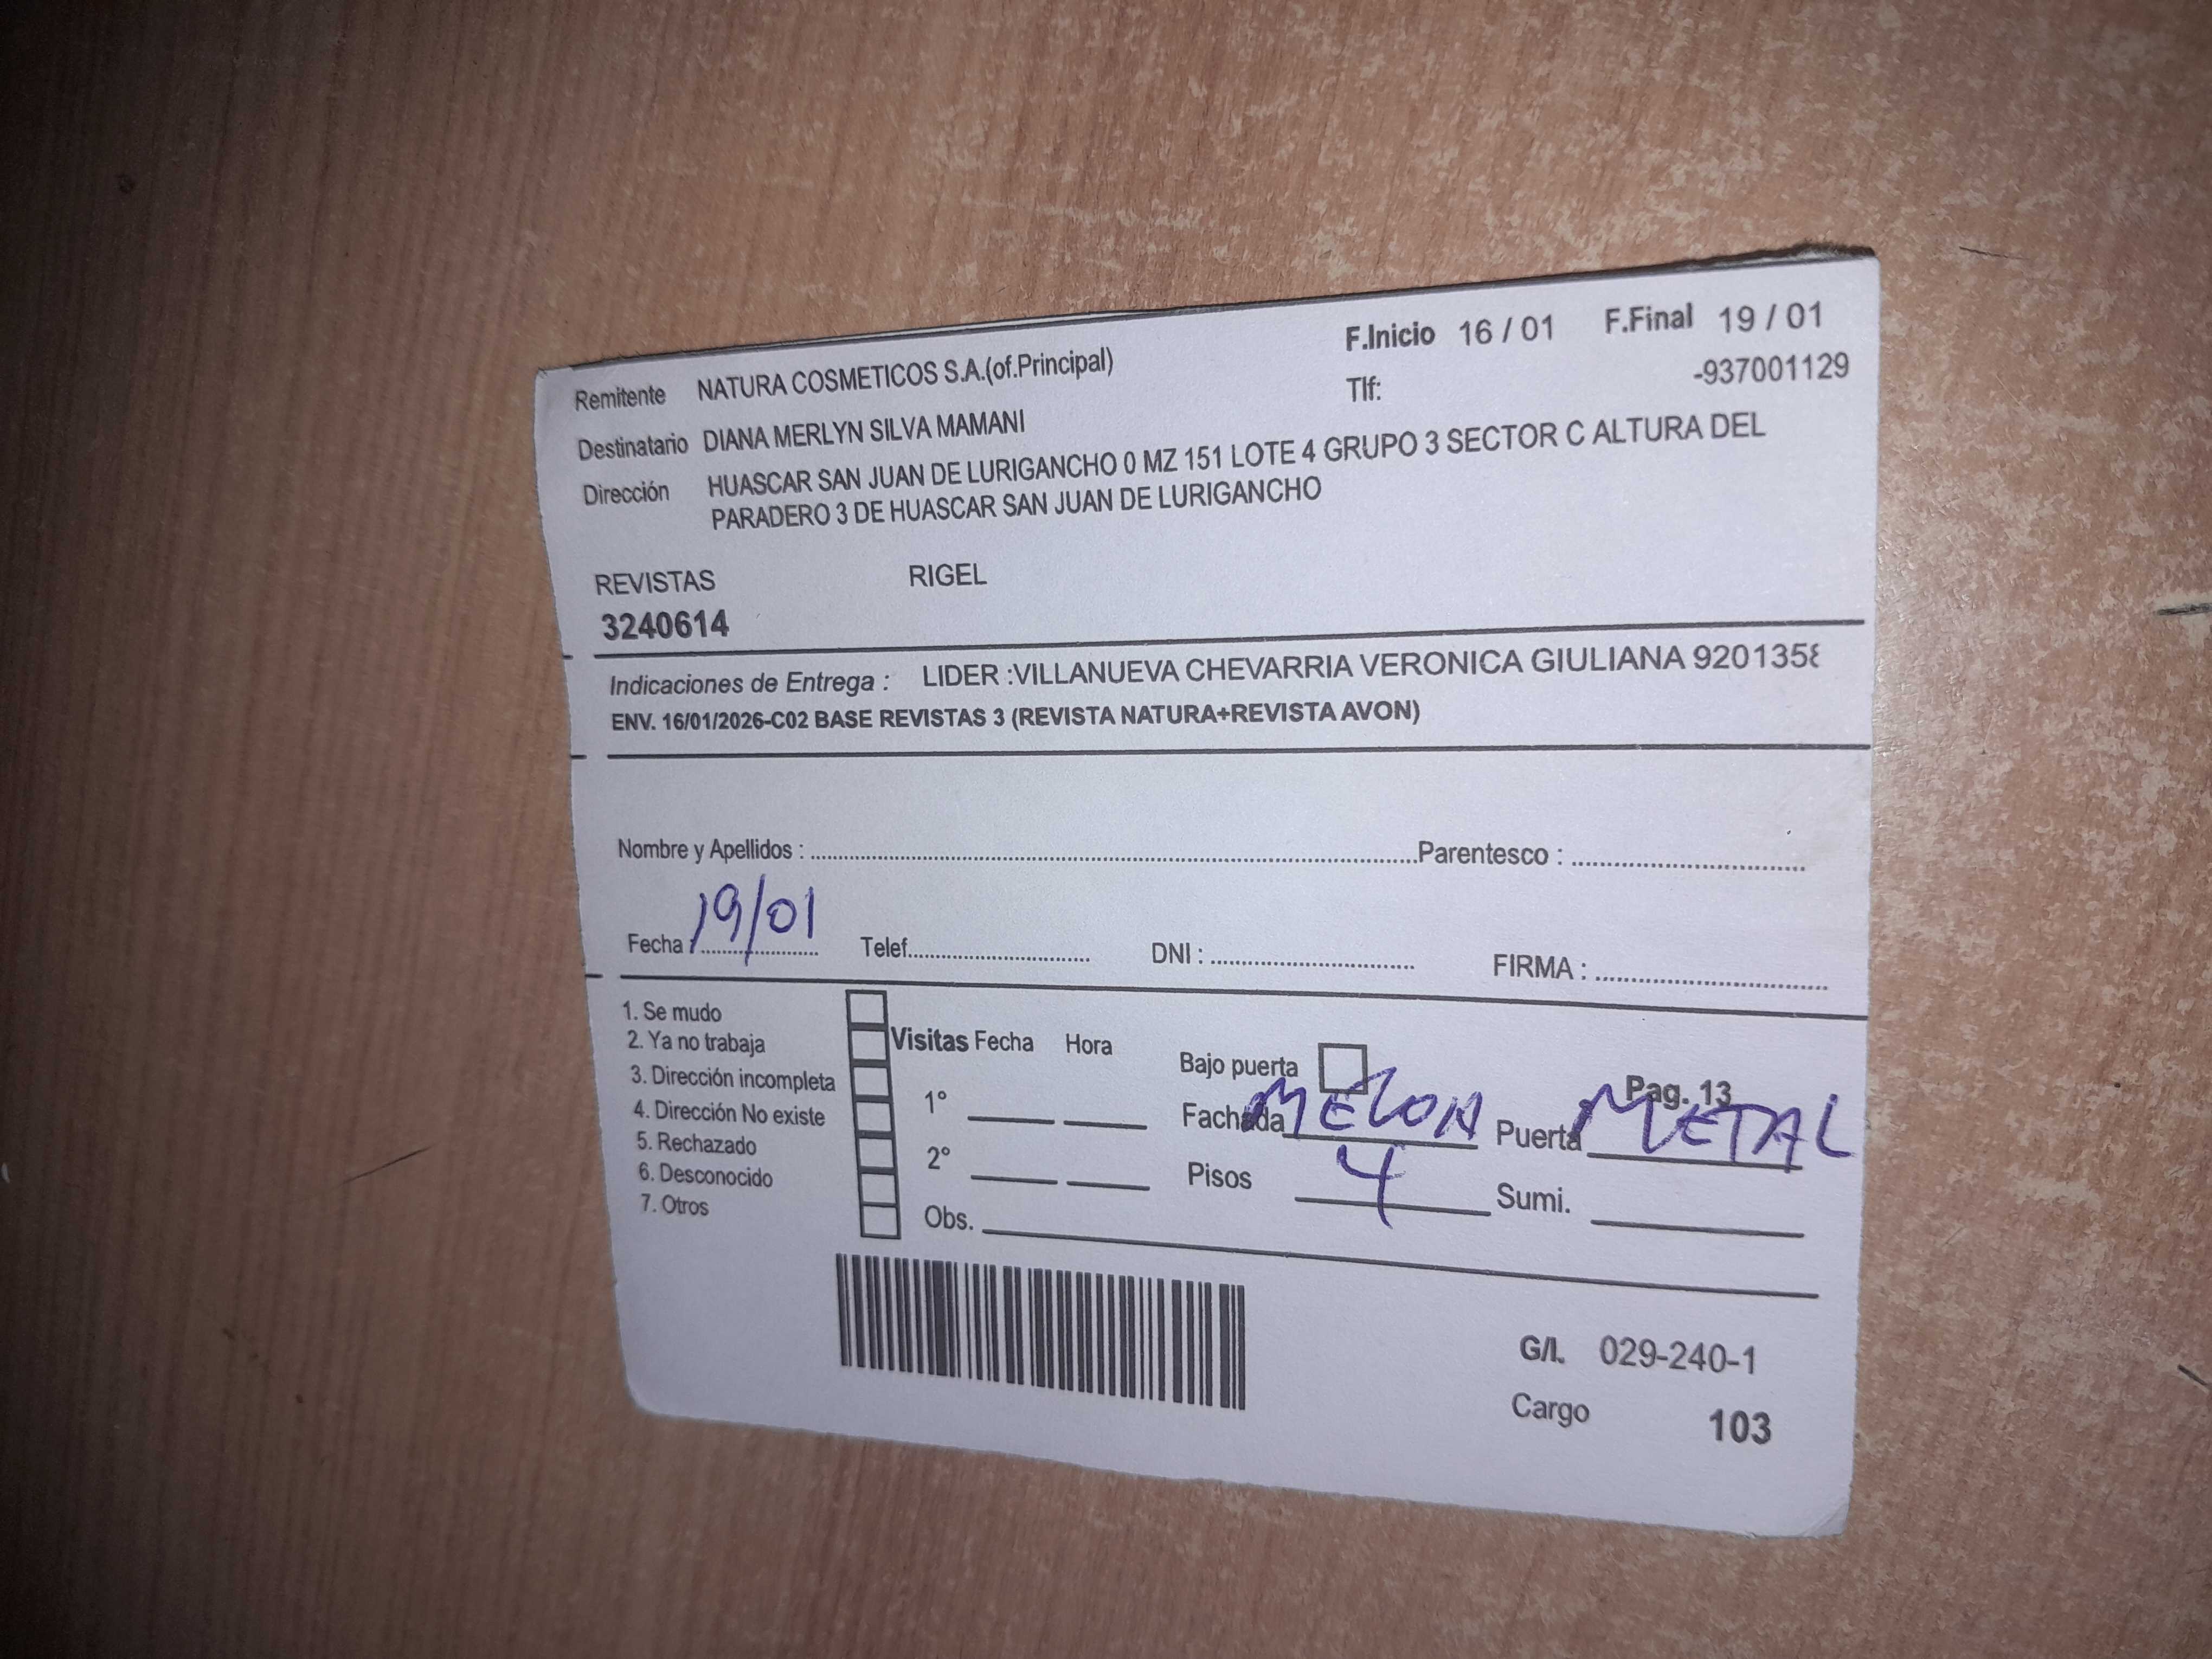 F.Inicio 16 / 01 F.Final 19 / 01
Remitente NATURA COSMETICOS S.A.(of.Principal) Tlf: -937001129
Destinatario DIANA MERLYN SILVA MAMANI
Dirección HUASCAR SAN JUAN DE LURIGANCHO 0 MZ 151 LOTE 4 GRUPO 3 SECTOR C ALTURA DEL
PARADERO 3 DE HUASCAR SAN JUAN DE LURIGANCHO
REVISTAS RIGEL
3240614
Indicaciones de Entrega : LIDER :VILLANUEVA CHEVARRIA VERONICA GIULIANA 920135
ENV. 16/01/2026-C02 BASE REVISTAS 3 (REVISTA NATURA+REVISTA AVON)
Nombre y Apellidos : Parentesco :
Fecha : 19/01 Telef. DNI : FIRMA :
1. Se mudo
2. Ya no trabaja Visitas Fecha Hora Bajo puerta Pag. 13
3. Dirección incompleta 1° Fachada MELON Puerta METAL
4. Dirección No existe
5. Rechazado 2° Pisos 4 Sumi.
6. Desconocido
7. Otros Obs.
G/I. 029-240-1
Cargo 103